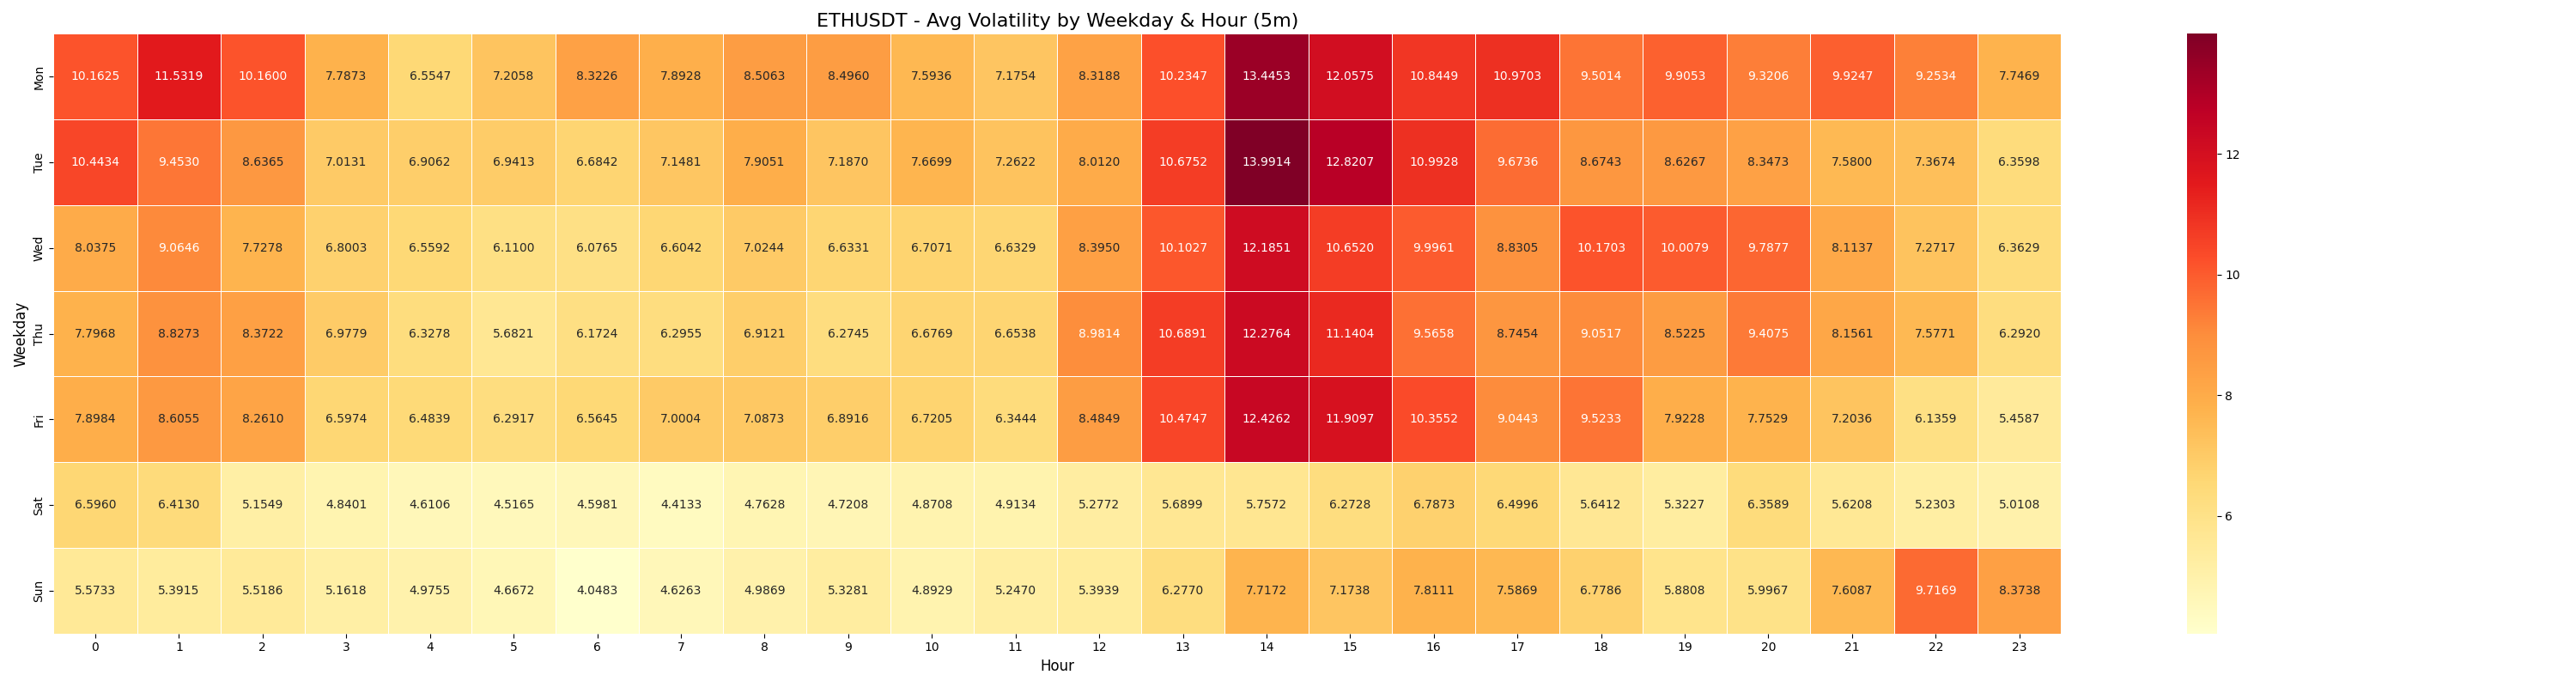 ETHUSDT - Avg Volatility by Weekday & Hour (5m)
Weekday
Mon 10.1625 11.5319 10.1600 7.7873 6.5547 7.2058 8.3226 7.8928 8.5063 8.4960 7.5936 7.1754 8.3188 10.2347 13.4453 12.0575 10.8449 10.9703 9.5014 9.9053 9.3206 9.9247 9.2534 7.7469
Tue 10.4434 9.4530 8.6365 7.0131 6.9062 6.9413 6.6842 7.1481 7.9051 7.1870 7.6699 7.2622 8.0120 10.6752 13.9914 12.8207 10.9928 9.6736 8.6743 8.6267 8.3473 7.5800 7.3674 6.3598
Wed 8.0375 9.0646 7.7278 6.8003 6.5592 6.1100 6.0765 6.6042 7.0244 6.6331 6.7071 6.6329 8.3950 10.1027 12.1851 10.6520 9.9961 8.8305 10.1703 10.0079 9.7877 8.1137 7.2717 6.3629
Thu 7.7968 8.8273 8.3722 6.9779 6.3278 5.6821 6.1724 6.2955 6.9121 6.2745 6.6769 6.6538 8.9814 10.6891 12.2764 11.1404 9.5658 8.7454 9.0517 8.5225 9.4075 8.1561 7.5771 6.2920
Fri 7.8984 8.6055 8.2610 6.5974 6.4839 6.2917 6.5645 7.0004 7.0873 6.8916 6.7205 6.3444 8.4849 10.4747 12.4262 11.9097 10.3552 9.0443 9.5233 7.9228 7.7529 7.2036 6.1359 5.4587
Sat 6.5960 6.4130 5.1549 4.8401 4.6106 4.5165 4.5981 4.4133 4.7628 4.7208 4.8708 4.9134 5.2772 5.6899 5.7572 6.2728 6.7873 6.4996 5.6412 5.3227 6.3589 5.6208 5.2303 5.0108
Sun 5.5733 5.3915 5.5186 5.1618 4.9755 4.6672 4.0483 4.6263 4.9869 5.3281 4.8929 5.2470 5.3939 6.2770 7.7172 7.1738 7.8111 7.5869 6.7786 5.8808 5.9967 7.6087 9.7169 8.3738
0 1 2 3 4 5 6 7 8 9 10 11 12 13 14 15 16 17 18 19 20 21 22 23
Hour
12
10
8
6